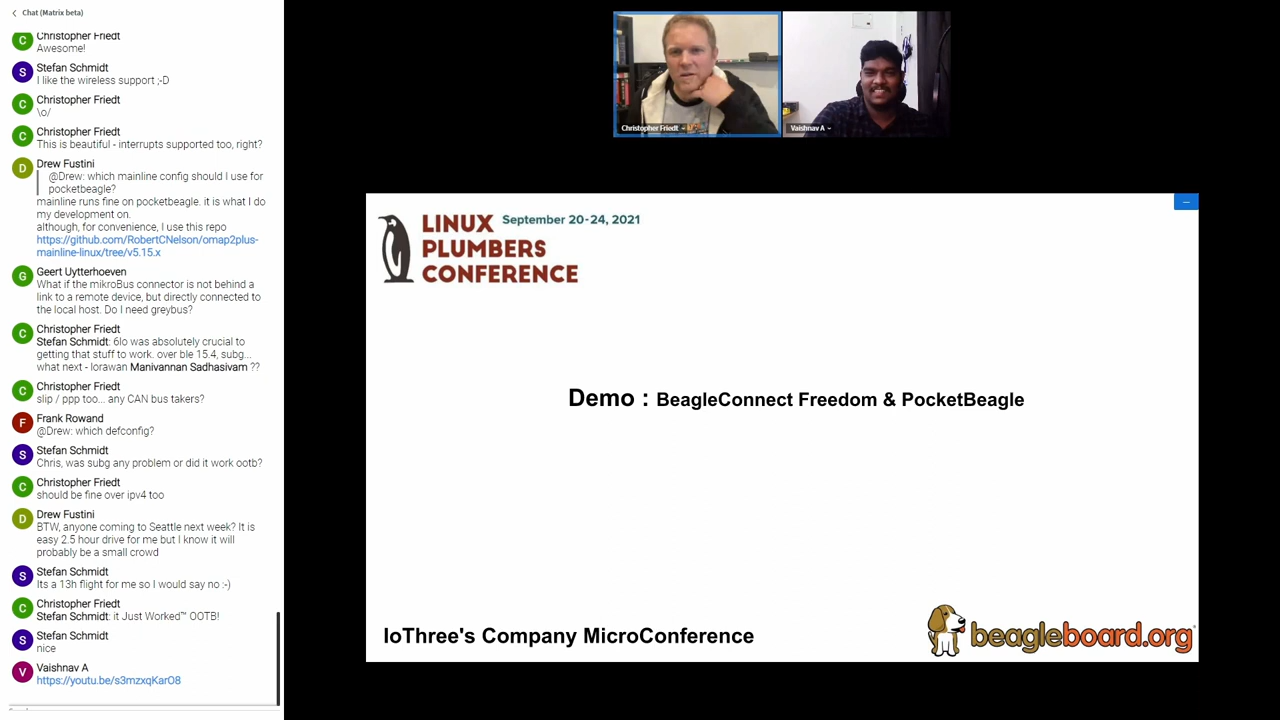 Chat (Matrix beta)
C
Christopher Friedt
Awesome!
S
Stefan Schmidt
I like the wireless support ;-D
C
Christopher Friedt
\o/
C
Christopher Friedt
This is beautiful - interrupts supported too, right?
D
Drew Fustini
@Drew: which mainline config should I use for
pocketbeagle?
mainline runs fine on pocketbeagle. it is what I do
my development on.
although, for convenience, I use this repo
https://github.com/RobertCNelson/omap2plus-
mainline-linux/tree/v5.15.x
G
Geert Uytterhoeven
What if the mikroBus connector is not behind a
link to a remote device, but directly connected to
the local host. Do I need greybus?
C
Christopher Friedt
Stefan Schmidt: 6lo was absolutely crucial to
getting that stuff to work. over ble 15.4, subg...
what next - lorawan Manivannan Sadhasivam ??
C
Christopher Friedt
slip / ppp too... any CAN bus takers?
F
Frank Rowand
@Drew: which defconfig?
S
Stefan Schmidt
Chris, was subg any problem or did it work ootb?
C
Christopher Friedt
should be fine over ipv4 too
D
Drew Fustini
BTW, anyone coming to Seattle next week? It is
easy 2.5 hour drive for me but I know it will
probably be a small crowd
S
Stefan Schmidt
Its a 13h flight for me so I would say no :-)
C
Christopher Friedt
Stefan Schmidt: it Just Worked™ OOTB!
S
Stefan Schmidt
nice
V
Vaishnav A
https://youtu.be/s3mzxqKarO8
Christopher Friedt
Vaishnav A
LINUX
PLUMBERS
CONFERENCE
September 20-24, 2021
Demo : BeagleConnect Freedom & PocketBeagle
IoThree's Company MicroConference
beagleboard.org